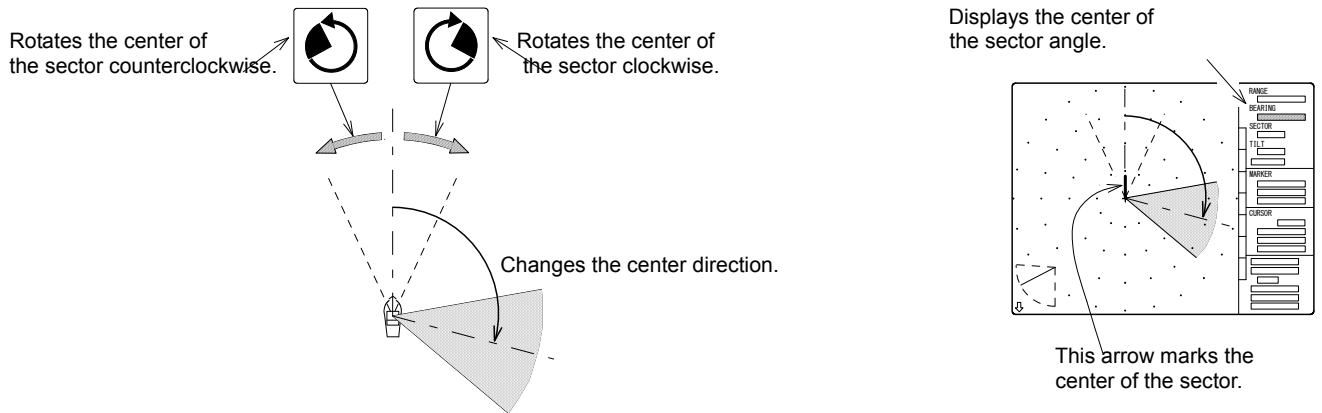 Rotates the center of
the sector counterclockwise.
Rotates the center of
the sector clockwise.
Changes the center direction.
Displays the center of
the sector angle.
RANGE
BEARING
SECTOR
TILT
MARKER
CURSOR
This arrow marks the
center of the sector.